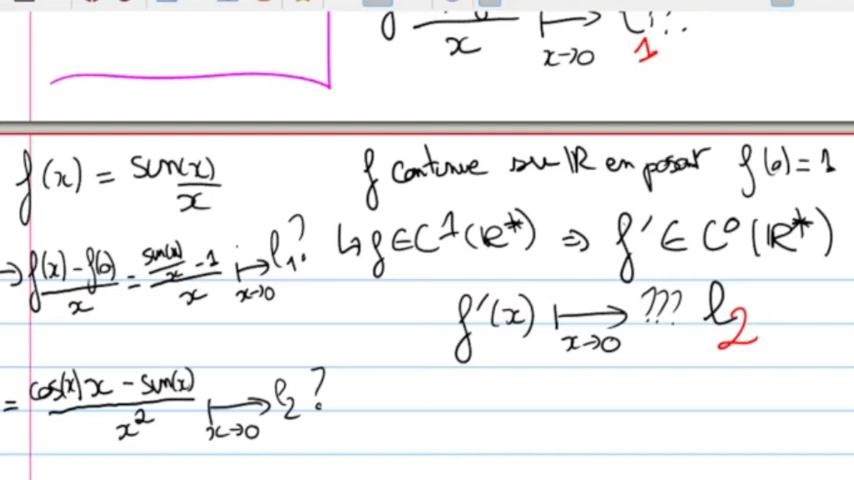 x x→0 1
f(x) = sin(x)/x
f continue sur ℝ en posant f(0) = 1
→ f(x) - f(0)/x = sin(x)/x - 1/x ↦ x→0 l₁?
↳ f ∈ C¹(ℝ*) ⇒ f' ∈ C⁰(ℝ*)
f'(x) ↦ x→0 ??? l₂
= cos(x)x - sin(x)/x² ↦ x→0 l₂?